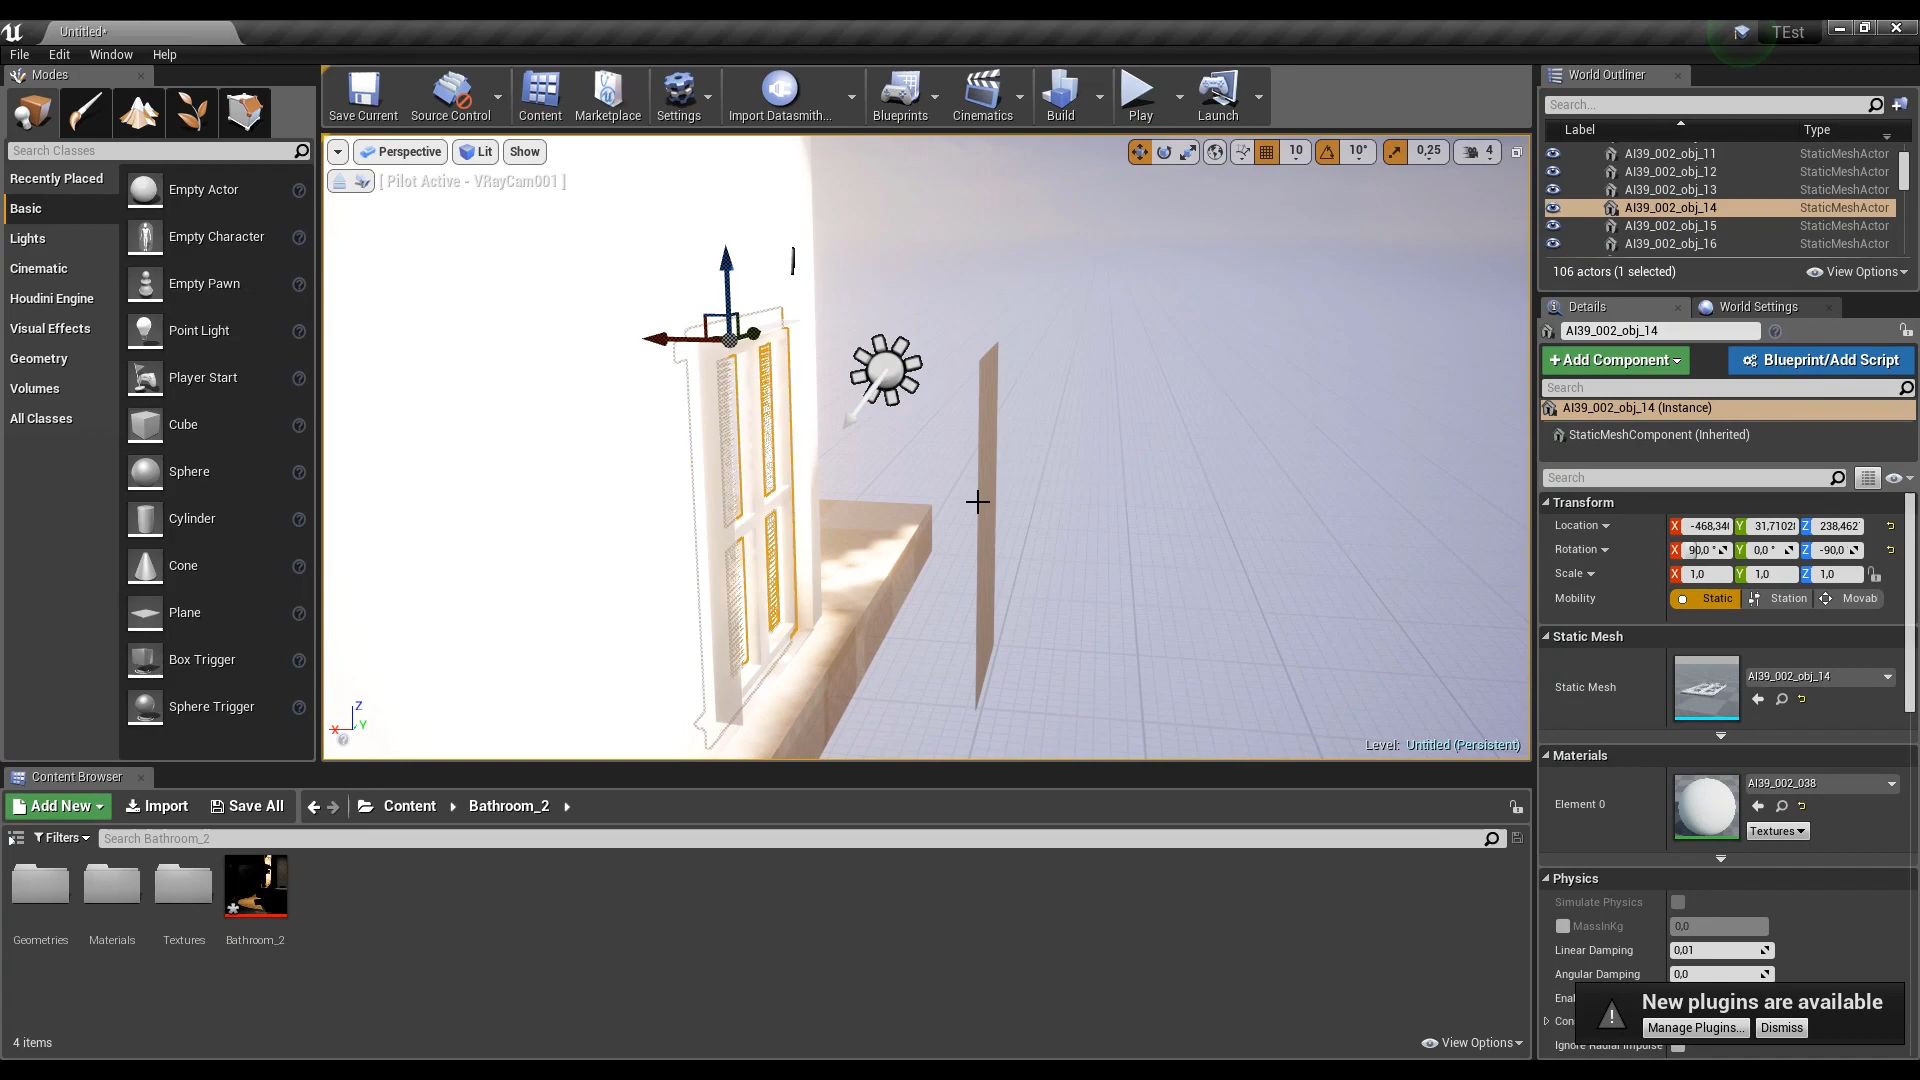 Untitled*
TEst
File Edit Window Help
Modes
Search Classes
Recently Placed
Basic
Lights
Cinematic
Houdini Engine
Visual Effects
Geometry
Volumes
All Classes
Empty Actor
Empty Character
Empty Pawn
Point Light
Player Start
Cube
Sphere
Cylinder
Cone
Plane
Box Trigger
Sphere Trigger
Save Current Source Control Content Marketplace Settings Import Datasmith... Blueprints Cinematics Build Play Launch
Perspective Lit Show
10 10° 0,25 4
[ Pilot Active - VRayCam001 ]
Z
X Y
Level: Untitled (Persistent)
World Outliner
Search...
Label Type
AI39_002_obj_11 StaticMeshActor
AI39_002_obj_12 StaticMeshActor
AI39_002_obj_13 StaticMeshActor
AI39_002_obj_14 StaticMeshActor
AI39_002_obj_15 StaticMeshActor
AI39_002_obj_16 StaticMeshActor
106 actors (1 selected) View Options
Details World Settings
AI39_002_obj_14
+Add Component Blueprint/Add Script
Search
AI39_002_obj_14 (Instance)
StaticMeshComponent (Inherited)
Search
Transform
Location X -468,34 Y 31,7102 Z 238,462
Rotation X 90,0 ° Y 0,0 ° Z -90,0
Scale X 1,0 Y 1,0 Z 1,0
Mobility Static Station Movab
Static Mesh
Static Mesh AI39_002_obj_14
Materials
Element 0 AI39_002_038
Textures
Physics
Simulate Physics
MassInKg 0,0
Linear Damping 0,01
Angular Damping 0,0
Ena
Con
Ignore Radial Impulse
New plugins are available
Manage Plugins... Dismiss
Content Browser
Add New Import Save All Content Bathroom_2
Filters Search Bathroom_2
Geometries Materials Textures Bathroom_2
4 items View Options